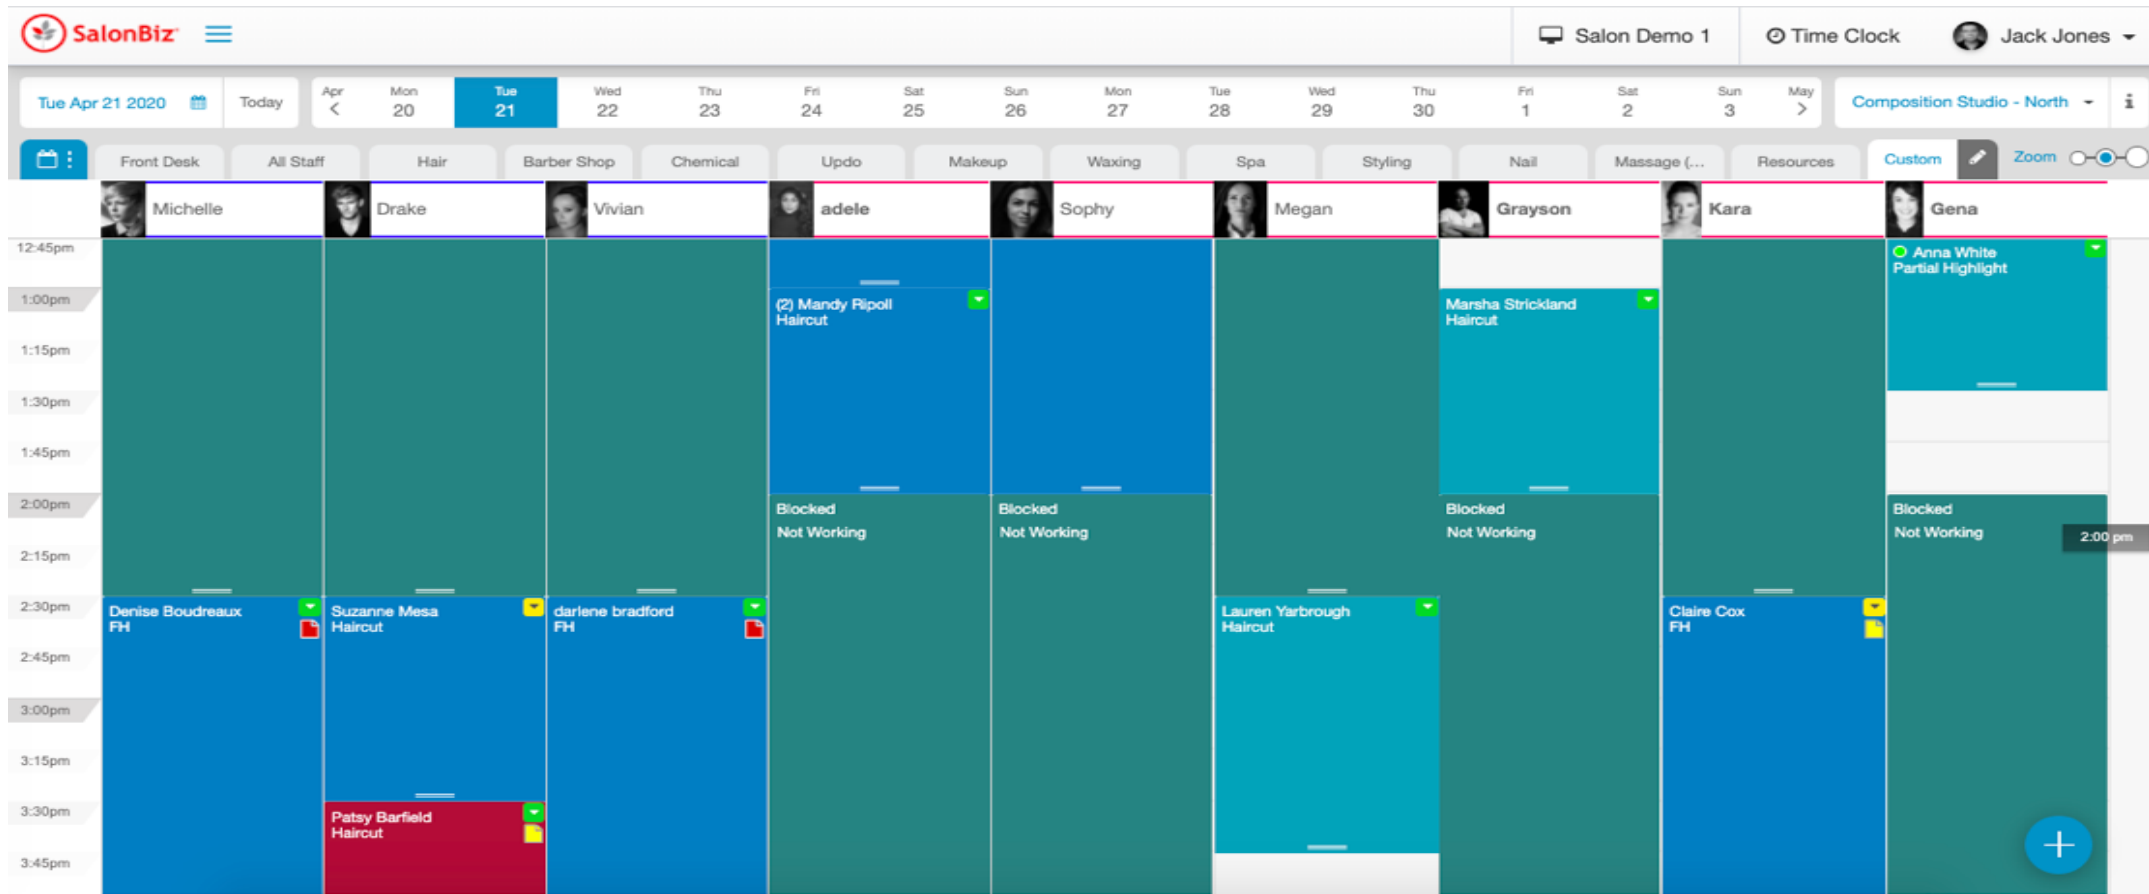 SalonBiz
Salon Demo 1
Time Clock
Jack Jones
Tue Apr 21 2020
Today
Apr
Mon
20
Tue
21
Wed
22
Thu
23
Fri
24
Sat
25
Sun
26
Mon
27
Tue
28
Wed
29
Thu
30
Fri
1
Sat
2
Sun
3
May
Composition Studio - North
i
Front Desk
All Staff
Hair
Barber Shop
Chemical
Updo
Makeup
Waxing
Spa
Styling
Nail
Massage (...
Resources
Custom
Zoom
Michelle
Drake
Vivian
adele
Sophy
Megan
Grayson
Kara
Gena
12:45pm
Anna White
Partial Highlight
1:00pm
(2) Mandy Ripoll
Haircut
Marsha Strickland
Haircut
1:15pm
1:30pm
1:45pm
2:00pm
Blocked
Not Working
Blocked
Not Working
Blocked
Not Working
Blocked
Not Working
2:00 pm
2:15pm
2:30pm
Denise Boudreaux
FH
Suzanne Mesa
Haircut
darlene bradford
FH
Lauren Yarbrough
Haircut
Claire Cox
FH
2:45pm
3:00pm
3:15pm
3:30pm
Patsy Barfield
Haircut
3:45pm